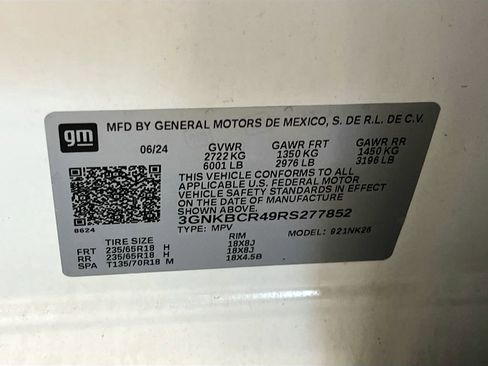 gm MFD BY GENERAL MOTORS DE MEXICO, S. DE R.L. DE C.V.
06/24 GVWR GAWR FRT GAWR RR
2722 KG 1350 KG 1450 KG
6001 LB 2976 LB 3196 LB
THIS VEHICLE CONFORMS TO ALL
APPLICABLE U.S. FEDERAL MOTOR
VEHICLE SAFETY STANDARDS IN EFFECT
ON THE DATE OF MANUFACTURE
SHOWN ABOVE.
8624 3GNKBCR49RS277852
TYPE: MPV MODEL: 921NK26
TIRE SIZE RIM
FRT 235/65R18 H 18X8J
RR 235/65R18 H 18X8J
SPA T135/70R18 M 18X4.5B